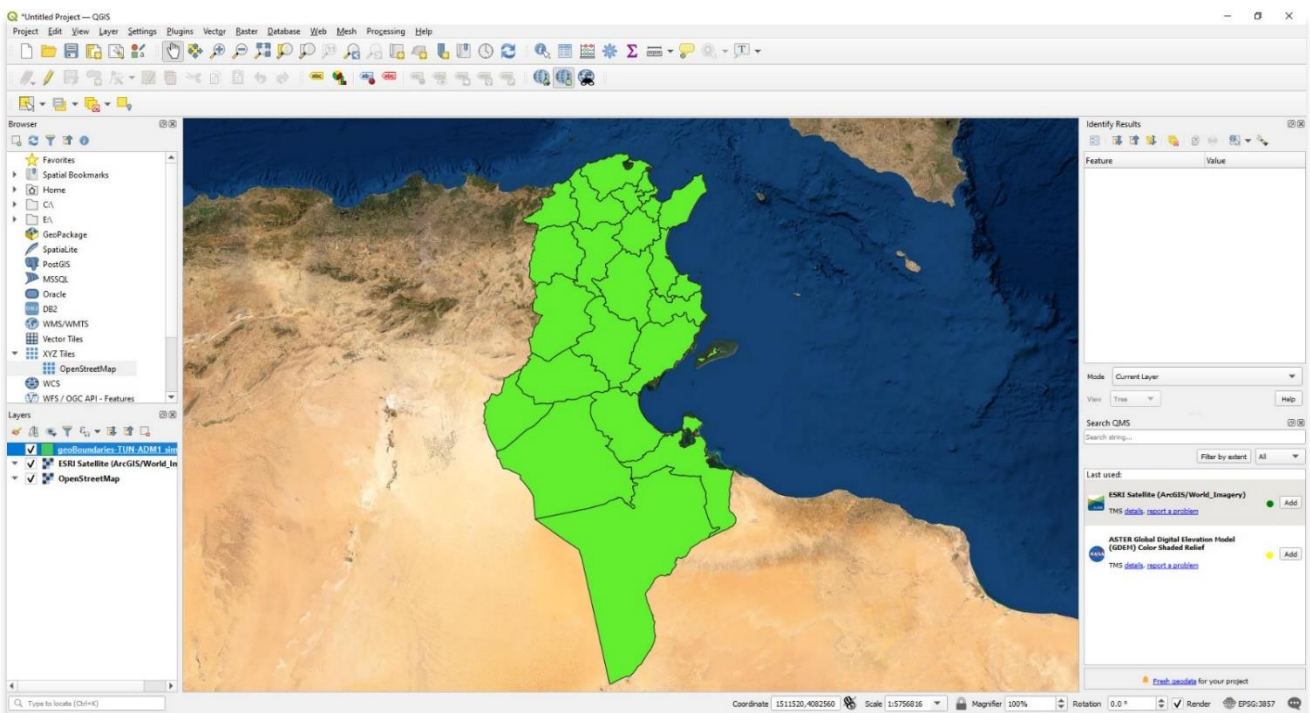 *Untitled Project — QGIS
Project Edit View Layer Settings Plugins Vector Raster Database Web Mesh Processing Help
Browser
Favorites
Spatial Bookmarks
Home
C:\
E:\
GeoPackage
SpatiaLite
PostGIS
MSSQL
Oracle
DB2
WMS/WMTS
Vector Tiles
XYZ Tiles
OpenStreetMap
WCS
WFS / OGC API - Features
Layers
geoBoundaries-TUN-ADM1_sim
ESRI Satellite (ArcGIS/World_Im
OpenStreetMap
Identify Results
Feature Value
Mode Current Layer
View Tree Help
Search QMS
Search string...
Filter by extent All
Last used:
ESRI Satellite (ArcGIS/World_Imagery)
TMS details, report a problem
Add
ASTER Global Digital Elevation Model
(GDEM) Color Shaded Relief
TMS details, report a problem
Add
Fresh geodata for your project
Type to locate (Ctrl+K) Coordinate 1511520,4082560 Scale 1:5756816 Magnifier 100% Rotation 0.0 ° Render EPSG:3857